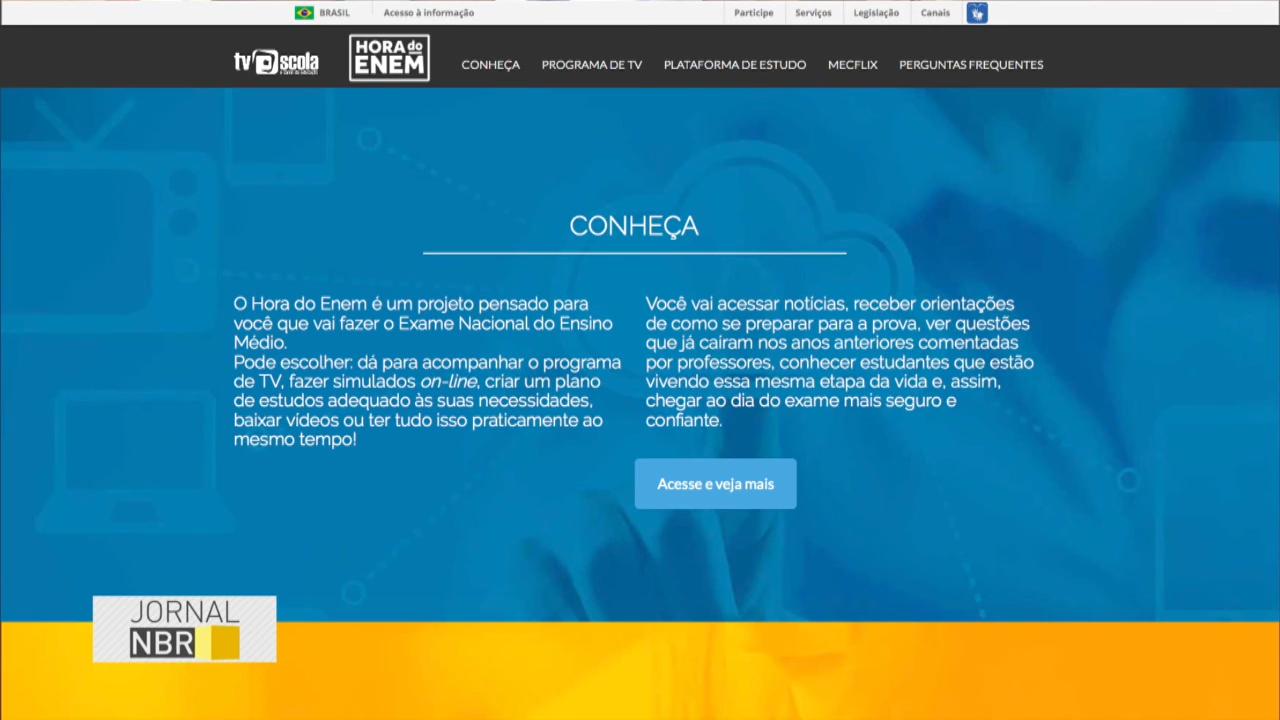 BRASIL
Acesso à informação
Participe
Serviços
Legislação
Canais
tv escola
HORA do
ENEM
CONHEÇA
PROGRAMA DE TV
PLATAFORMA DE ESTUDO
MECFLIX
PERGUNTAS FREQUENTES
CONHEÇA
O Hora do Enem é um projeto pensado para
você que vai fazer o Exame Nacional do Ensino
Médio.
Pode escolher: dá para acompanhar o programa
de TV, fazer simulados on-line, criar um plano
de estudos adequado às suas necessidades,
baixar vídeos ou ter tudo isso praticamente ao
mesmo tempo!
Você vai acessar notícias, receber orientações
de como se preparar para a prova, ver questões
que já caíram nos anos anteriores comentadas
por professores, conhecer estudantes que estão
vivendo essa mesma etapa da vida e, assim,
chegar ao dia do exame mais seguro e
confiante.
Acesse e veja mais
JORNAL
NBR